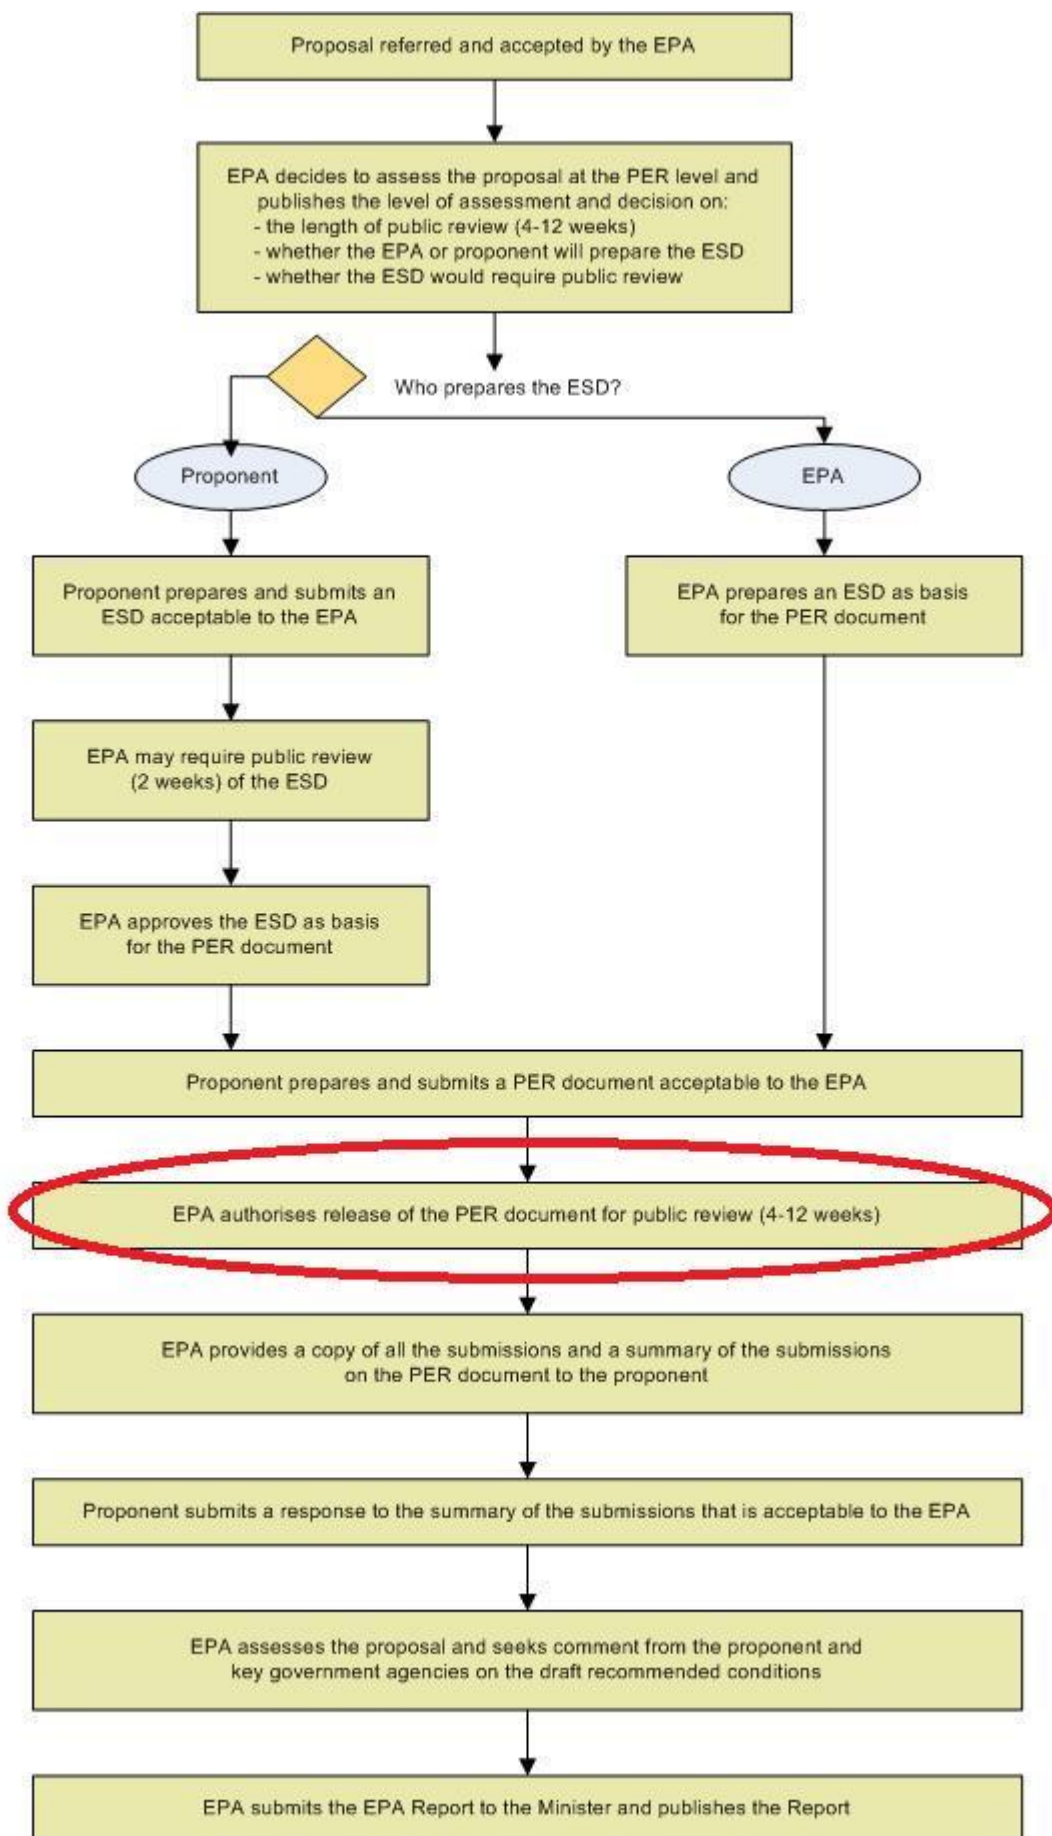 Proposal referred and accepted by the EPA
EPA decides to assess the proposal at the PER level and
publishes the level of assessment and decision on:
- the length of public review (4-12 weeks)
- whether the EPA or proponent will prepare the ESD
- whether the ESD would require public review
Who prepares the ESD?
Proponent
EPA
Proponent prepares and submits an
ESD acceptable to the EPA
EPA prepares an ESD as basis
for the PER document
EPA may require public review
(2 weeks) of the ESD
EPA approves the ESD as basis
for the PER document
Proponent prepares and submits a PER document acceptable to the EPA
EPA authorises release of the PER document for public review (4-12 weeks)
EPA provides a copy of all the submissions and a summary of the submissions
on the PER document to the proponent
Proponent submits a response to the summary of the submissions that is acceptable to the EPA
EPA assesses the proposal and seeks comment from the proponent and
key government agencies on the draft recommended conditions
EPA submits the EPA Report to the Minister and publishes the Report